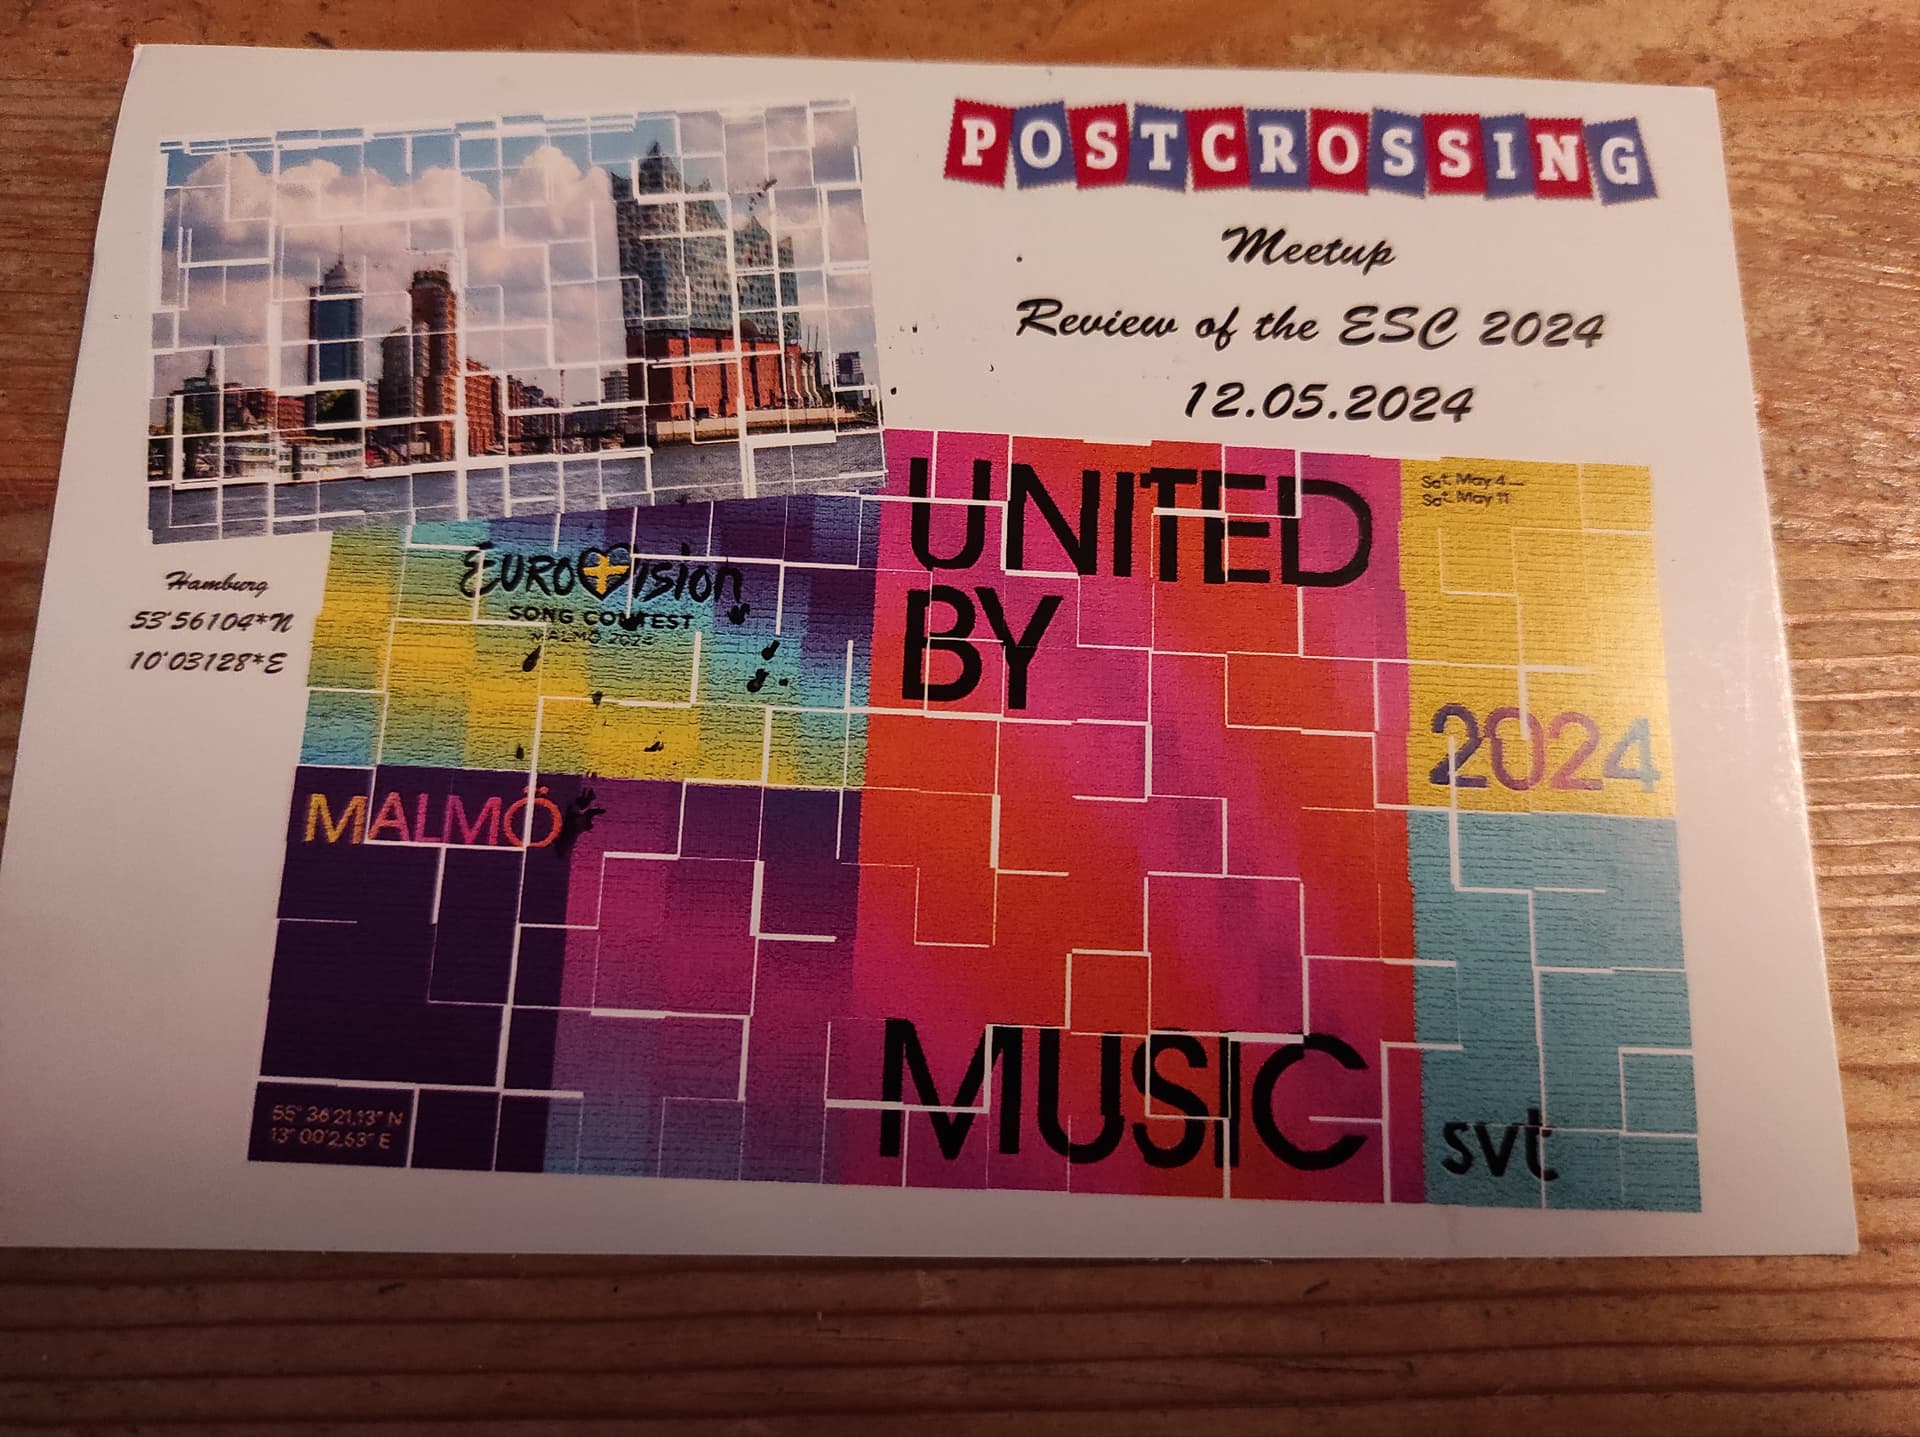 POSTCROSSING
Meetup
Review of the ESC 2024
12.05.2024
Hamburg
53°56104*N
10°03128*E
EUROVISION
SONG CONTEST
MALMÖ 2024
UNITED
BY
MUSIC
Sat. May 4 —
Sat. May 11
2024
MALMÖ
55° 36'21.13" N
13° 00'2.63" E
svt